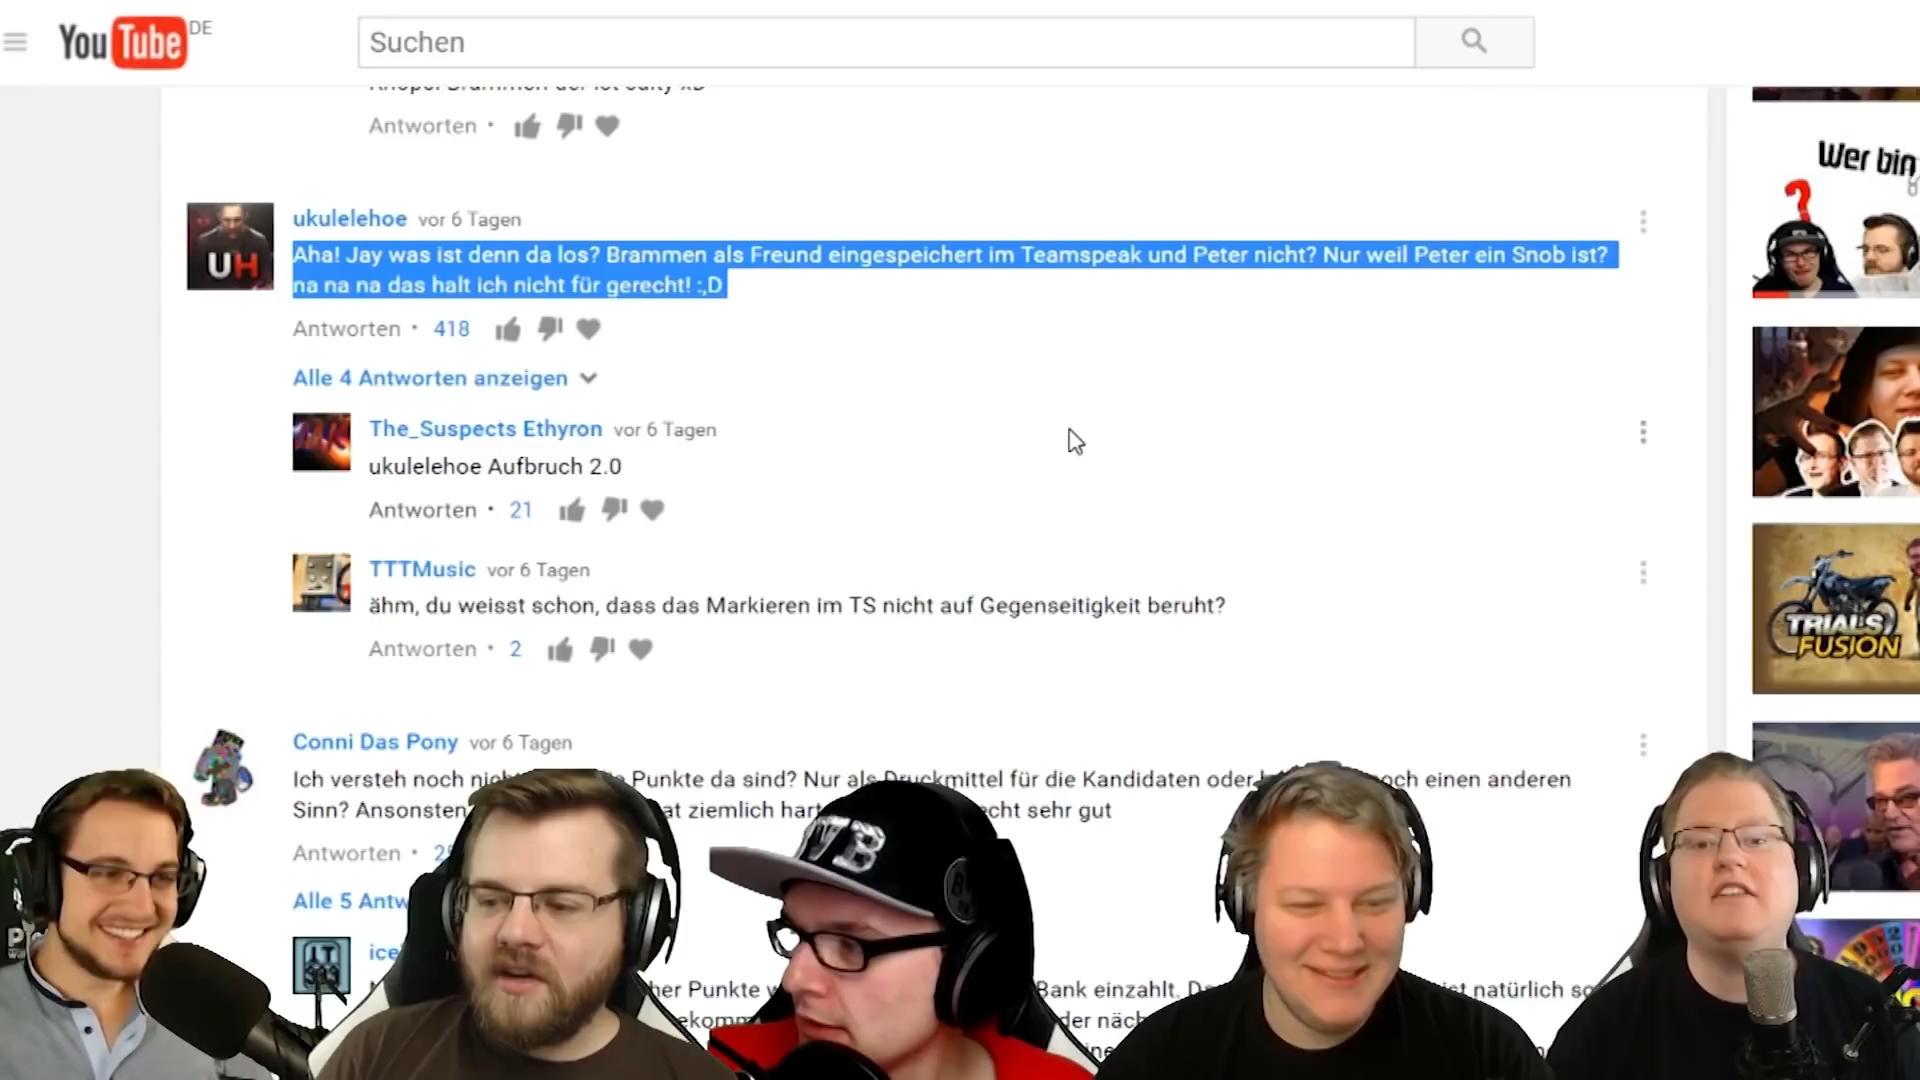 YouTube DE
Suchen
Antworten •
ukulelehoe vor 6 Tagen
Aha! Jay was ist denn da los? Brammen als Freund eingespeichert im Teamspeak und Peter nicht? Nur weil Peter ein Snob ist?
na na na das halt ich nicht für gerecht! :,D
Antworten • 418
Alle 4 Antworten anzeigen
The_Suspects Ethyron vor 6 Tagen
ukulelehoe Aufbruch 2.0
Antworten • 21
TTTMusic vor 6 Tagen
ähm, du weisst schon, dass das Markieren im TS nicht auf Gegenseitigkeit beruht?
Antworten • 2
Conni Das Pony vor 6 Tagen
Ich versteh noch Punkte da sind? Nur als Druckmittel für die Kandidaten oder einen anderen
Sinn? Ansonsten ziemlich sehr gut
Antworten •
Alle 5
Punkte Bank einzahlt. ist natürlich
der
Wer bin
TRIALS
FUSION
UH